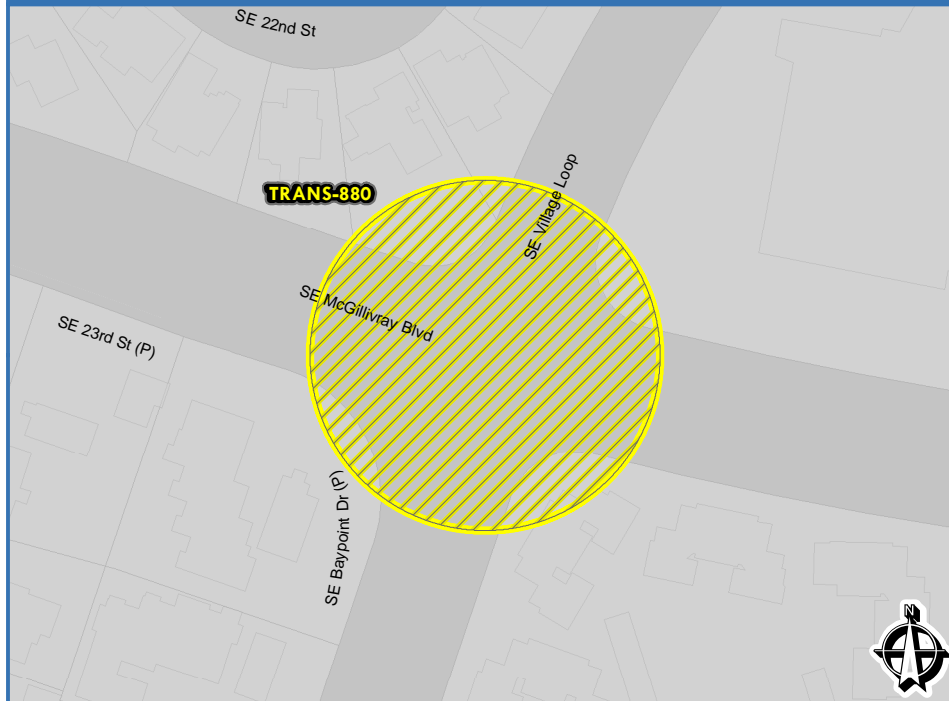 SE 22nd St
TRANS-880
SE Village Loop
SE McGillivray Blvd
SE 23rd St (P)
SE Baypoint Dr (P)
N